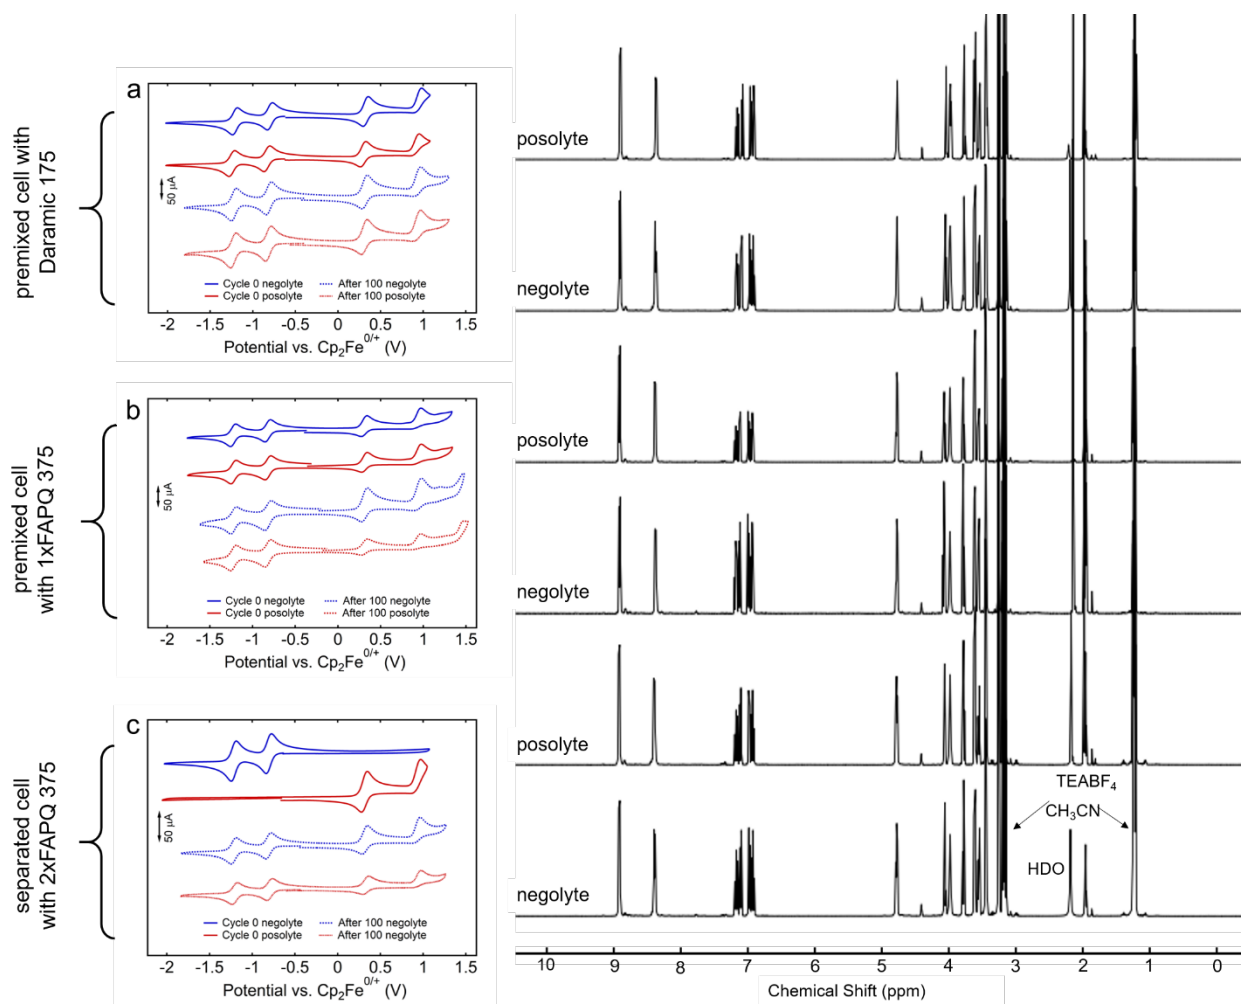 premixed cell with
Daramic 175
a
50 µA
Cycle 0 negolyte
After 100 negolyte
Cycle 0 posolyte
After 100 posolyte
-2 -1.5 -1 -0.5 0 0.5 1 1.5
Potential vs. Cp₂Fe⁰ᐟ⁺ (V)
premixed cell
with 1xFAPQ 375
b
50 µA
Cycle 0 negolyte
After 100 negolyte
Cycle 0 posolyte
After 100 posolyte
-2 -1.5 -1 -0.5 0 0.5 1 1.5
Potential vs. Cp₂Fe⁰ᐟ⁺ (V)
separated cell
with 2xFAPQ 375
c
50 µA
Cycle 0 negolyte
After 100 negolyte
Cycle 0 posolyte
After 100 negolyte
-2 -1.5 -1 -0.5 0 0.5 1 1.5
Potential vs. Cp₂Fe⁰ᐟ⁺ (V)
posolyte
negolyte
posolyte
negolyte
posolyte
negolyte
TEABF₄
CH₃CN
HDO
10 9 8 7 6 5 4 3 2 1 0
Chemical Shift (ppm)